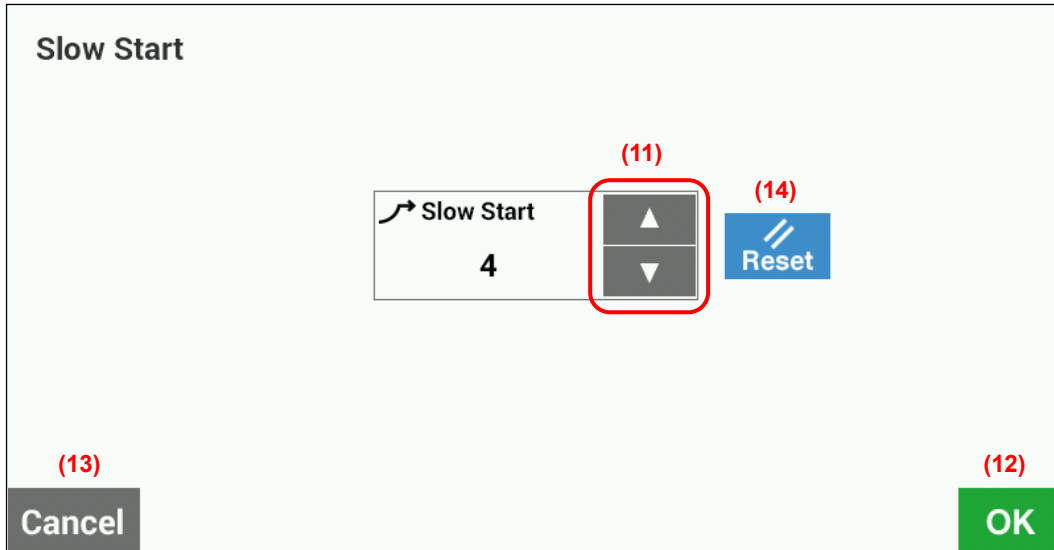 Slow Start
(11)
(14)
Slow Start
▲
4
▼
Reset
(13)
(12)
Cancel
OK